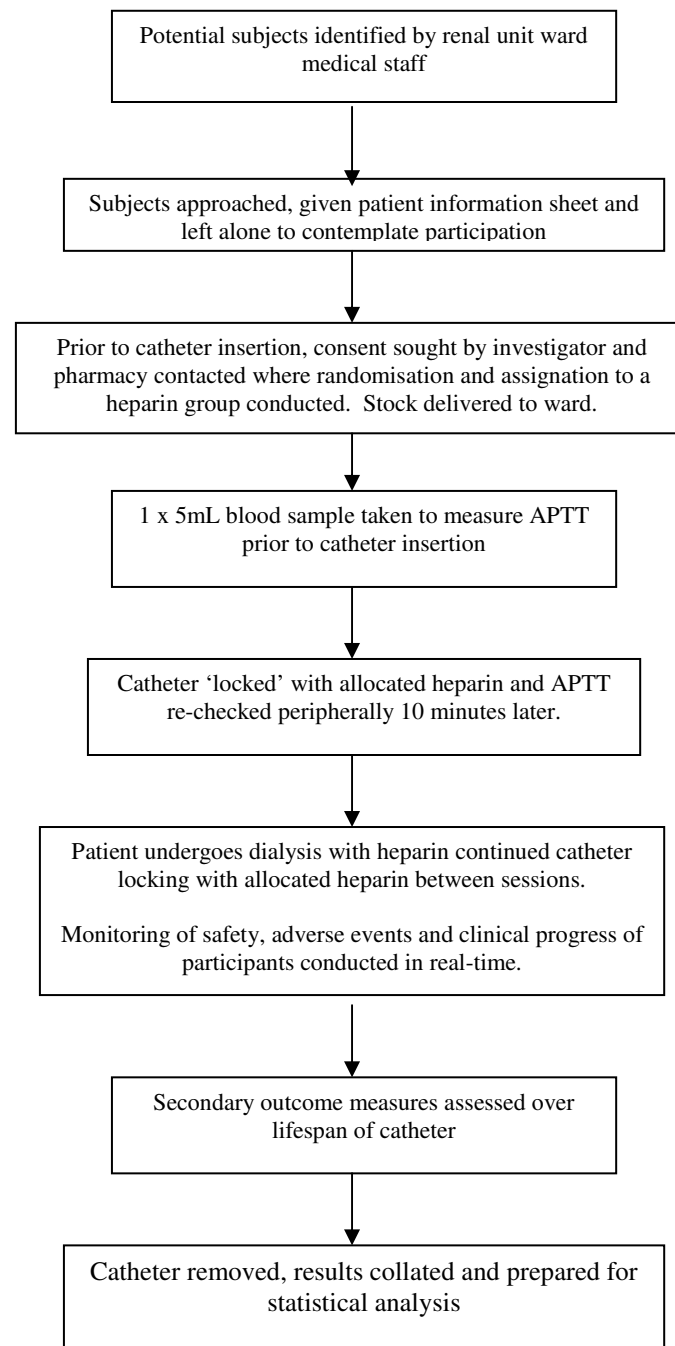 Potential subjects identified by renal unit ward
medical staff
Subjects approached, given patient information sheet and
left alone to contemplate participation
Prior to catheter insertion, consent sought by investigator and
pharmacy contacted where randomisation and assignation to a
heparin group conducted.  Stock delivered to ward.
1 x 5mL blood sample taken to measure APTT
prior to catheter insertion
Catheter ‘locked’ with allocated heparin and APTT
re-checked peripherally 10 minutes later.
Patient undergoes dialysis with heparin continued catheter
locking with allocated heparin between sessions.
Monitoring of safety, adverse events and clinical progress of
participants conducted in real-time.
Secondary outcome measures assessed over
lifespan of catheter
Catheter removed, results collated and prepared for
statistical analysis